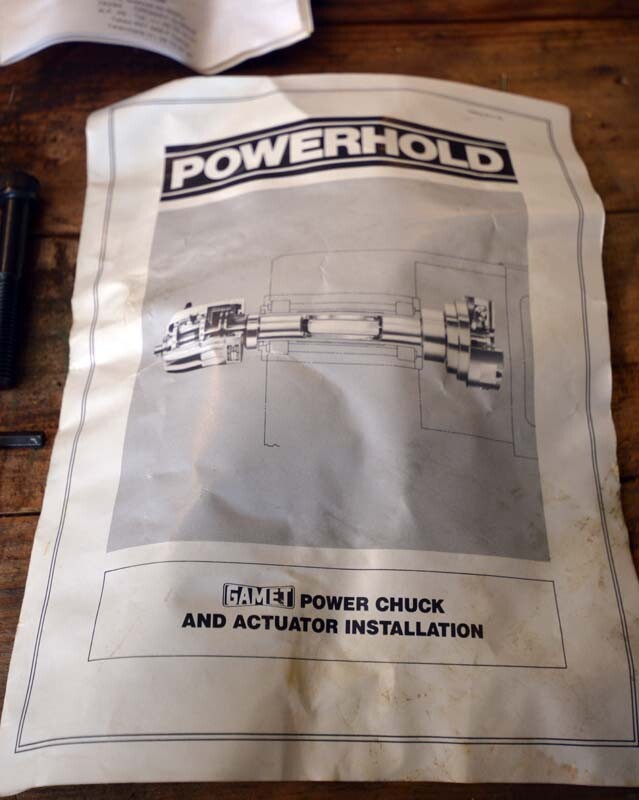 POWERHOLD
GAMET POWER CHUCK
AND ACTUATOR INSTALLATION